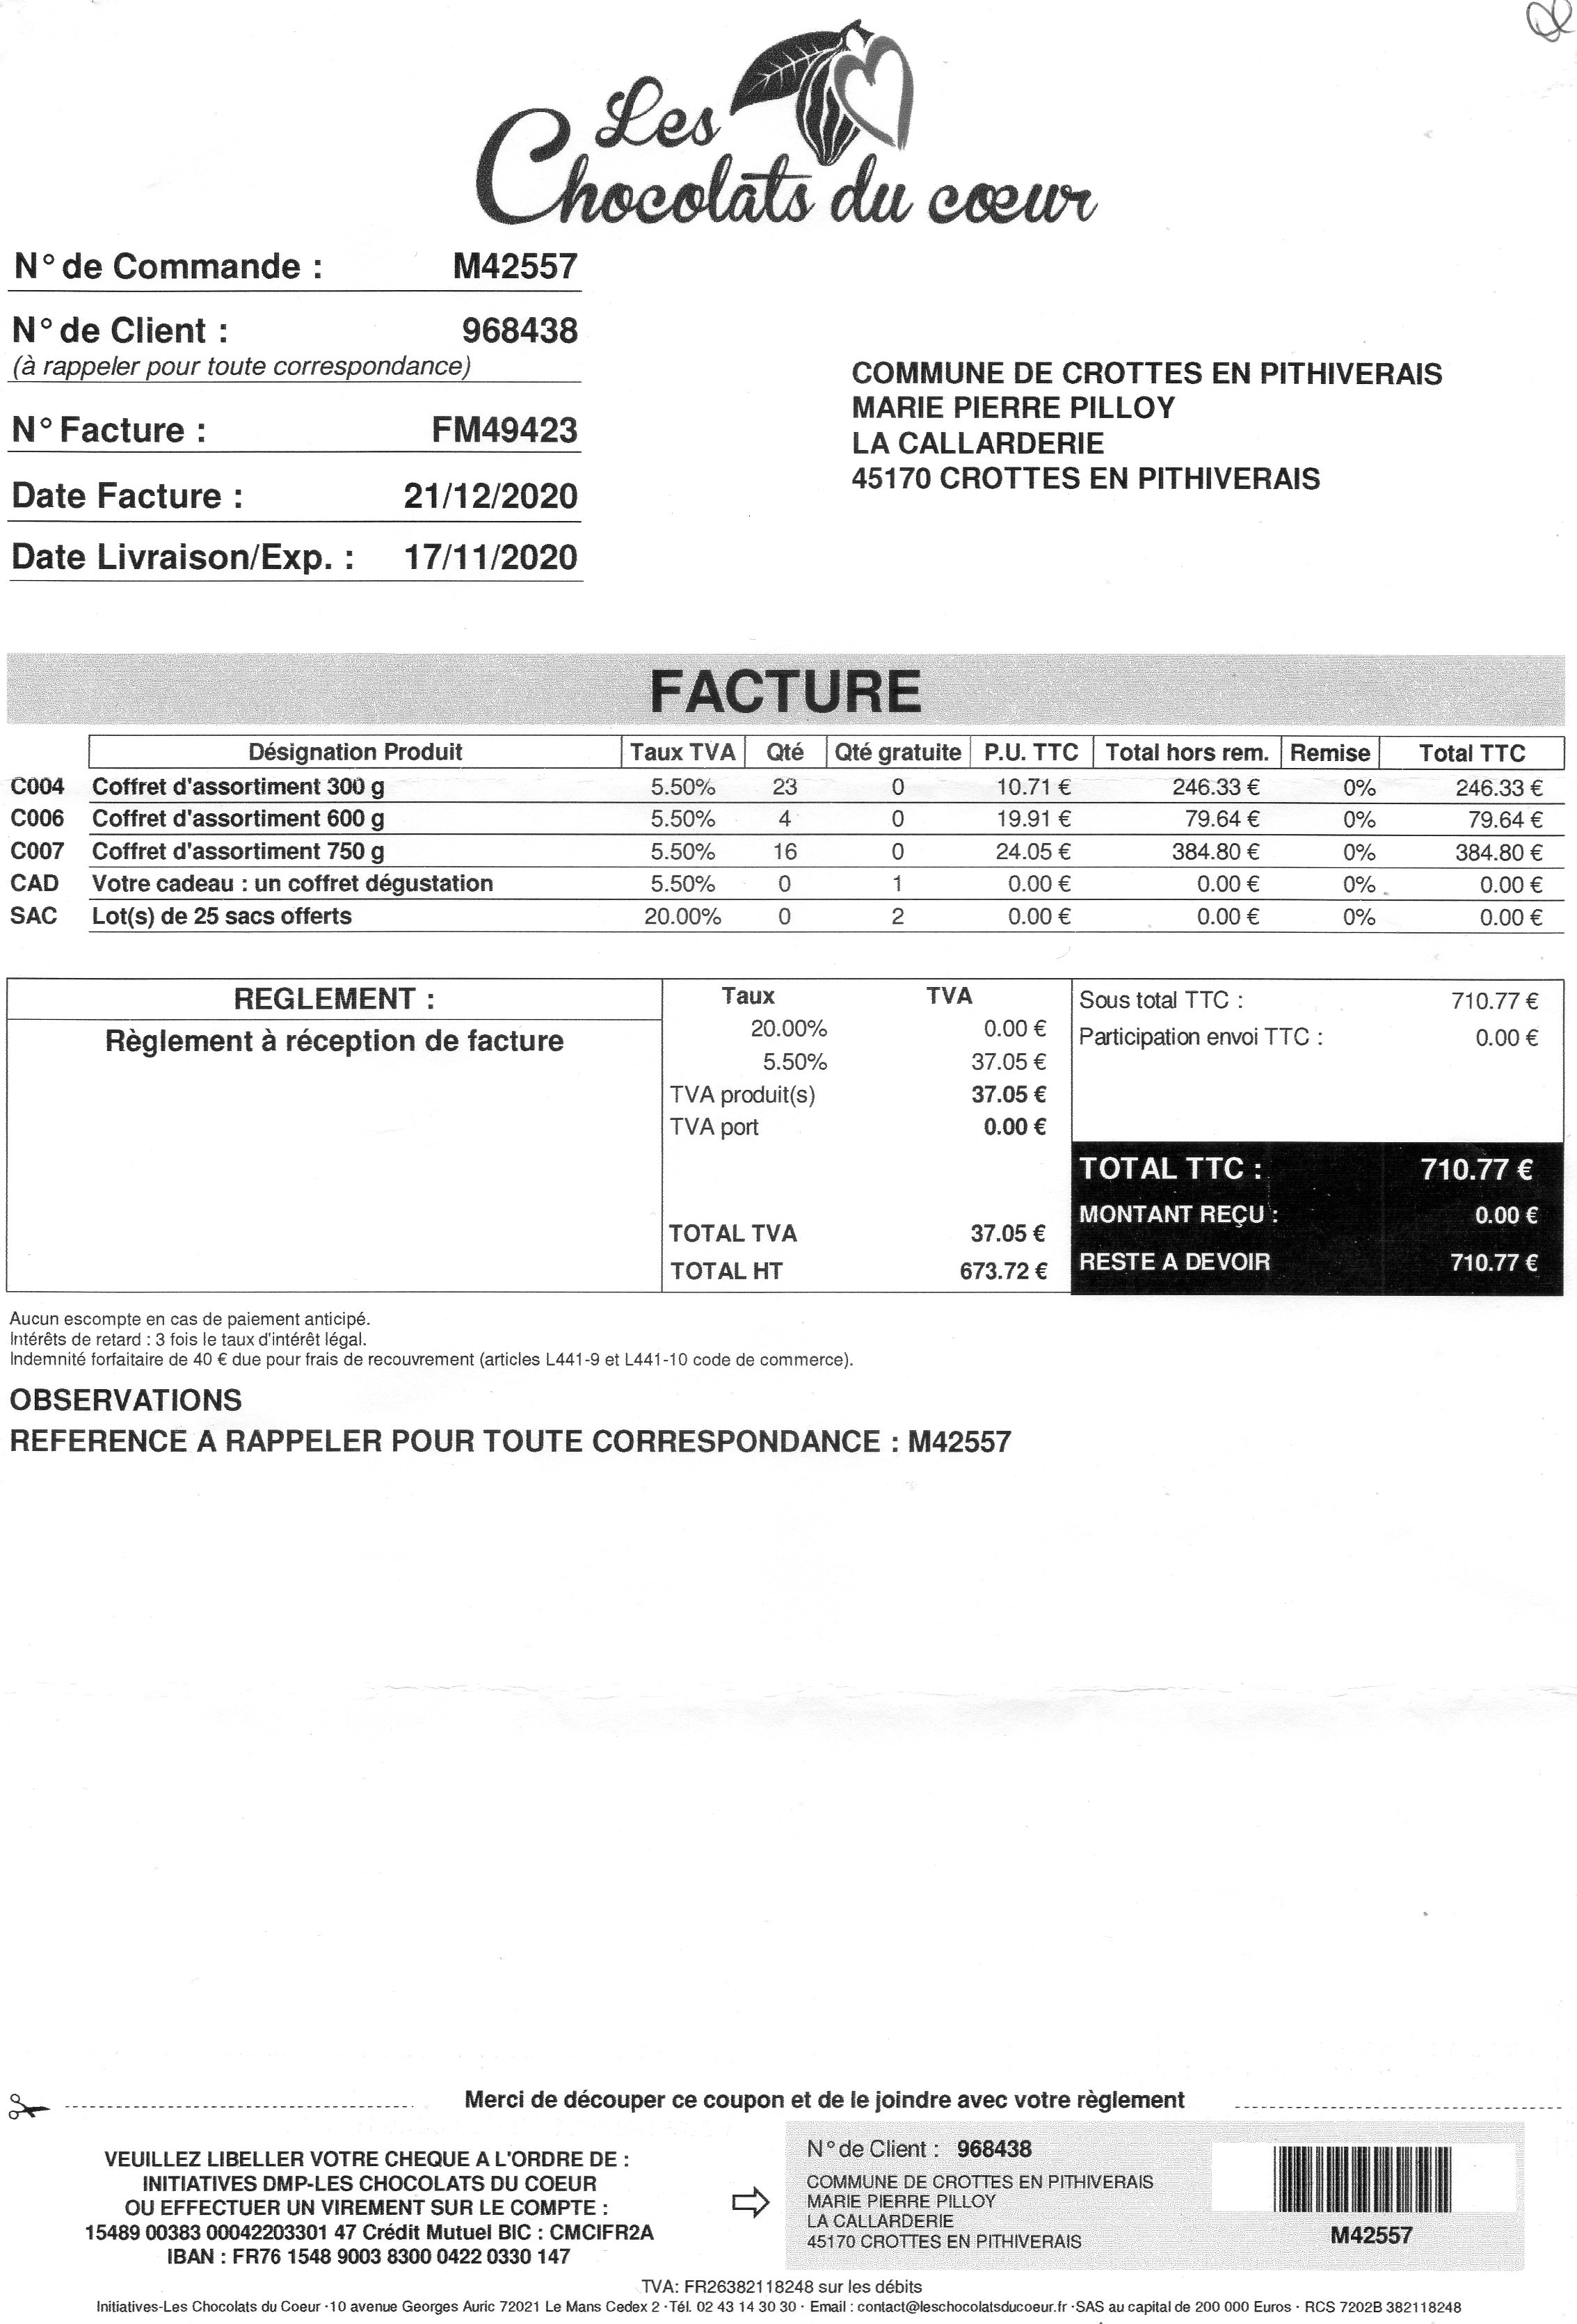 Les
Chocolats du cœur
N° de Commande : M42557
N° de Client : 968438
(à rappeler pour toute correspondance)
N° Facture : FM49423
Date Facture : 21/12/2020
Date Livraison/Exp. : 17/11/2020
COMMUNE DE CROTTES EN PITHIVERAIS
MARIE PIERRE PILLOY
LA CALLARDERIE
45170 CROTTES EN PITHIVERAIS
FACTURE
Désignation Produit Taux TVA Qté Qté gratuite P.U. TTC Total hors rem. Remise Total TTC
C004 Coffret d'assortiment 300 g 5.50% 23 0 10.71 € 246.33 € 0% 246.33 €
C006 Coffret d'assortiment 600 g 5.50% 4 0 19.91 € 79.64 € 0% 79.64 €
C007 Coffret d'assortiment 750 g 5.50% 16 0 24.05 € 384.80 € 0% 384.80 €
CAD Votre cadeau : un coffret dégustation 5.50% 0 1 0.00 € 0.00 € 0% 0.00 €
SAC Lot(s) de 25 sacs offerts 20.00% 0 2 0.00 € 0.00 € 0% 0.00 €
REGLEMENT :
Règlement à réception de facture
Taux TVA
20.00% 0.00 €
5.50% 37.05 €
TVA produit(s) 37.05 €
TVA port 0.00 €
TOTAL TVA 37.05 €
TOTAL HT 673.72 €
Sous total TTC : 710.77 €
Participation envoi TTC : 0.00 €
TOTAL TTC : 710.77 €
MONTANT REÇU : 0.00 €
RESTE A DEVOIR 710.77 €
Aucun escompte en cas de paiement anticipé.
Intérêts de retard : 3 fois le taux d'intérêt légal.
Indemnité forfaitaire de 40 € due pour frais de recouvrement (articles L441-9 et L441-10 code de commerce).
OBSERVATIONS
REFERENCE A RAPPELER POUR TOUTE CORRESPONDANCE : M42557
Merci de découper ce coupon et de le joindre avec votre règlement
VEUILLEZ LIBELLER VOTRE CHEQUE A L'ORDRE DE :
INITIATIVES DMP-LES CHOCOLATS DU COEUR
OU EFFECTUER UN VIREMENT SUR LE COMPTE :
15489 00383 00042203301 47 Crédit Mutuel BIC : CMCIFR2A
IBAN : FR76 1548 9003 8300 0422 0330 147
N° de Client : 968438
COMMUNE DE CROTTES EN PITHIVERAIS
MARIE PIERRE PILLOY
LA CALLARDERIE
45170 CROTTES EN PITHIVERAIS
M42557
TVA: FR26382118248 sur les débits
Initiatives-Les Chocolats du Coeur · 10 avenue Georges Auric 72021 Le Mans Cedex 2 · Tél. 02 43 14 30 30 · Email : contact@leschocolatsducoeur.fr · SAS au capital de 200 000 Euros · RCS 7202B 382118248